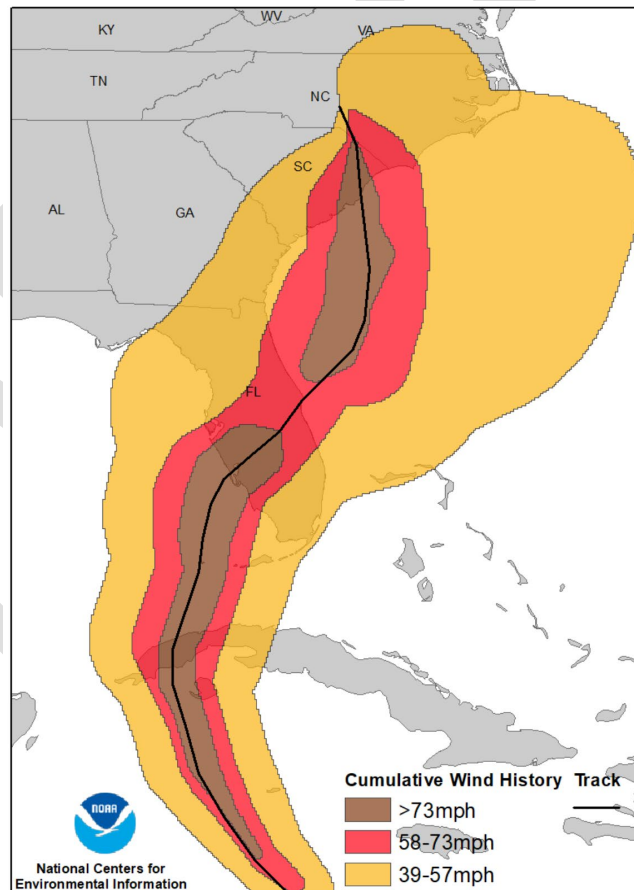 WV
KY
VA
TN
NC
SC
AL
GA
FL
Cumulative Wind History Track
>73mph
58-73mph
39-57mph
NOAA
National Centers for
Environmental Information